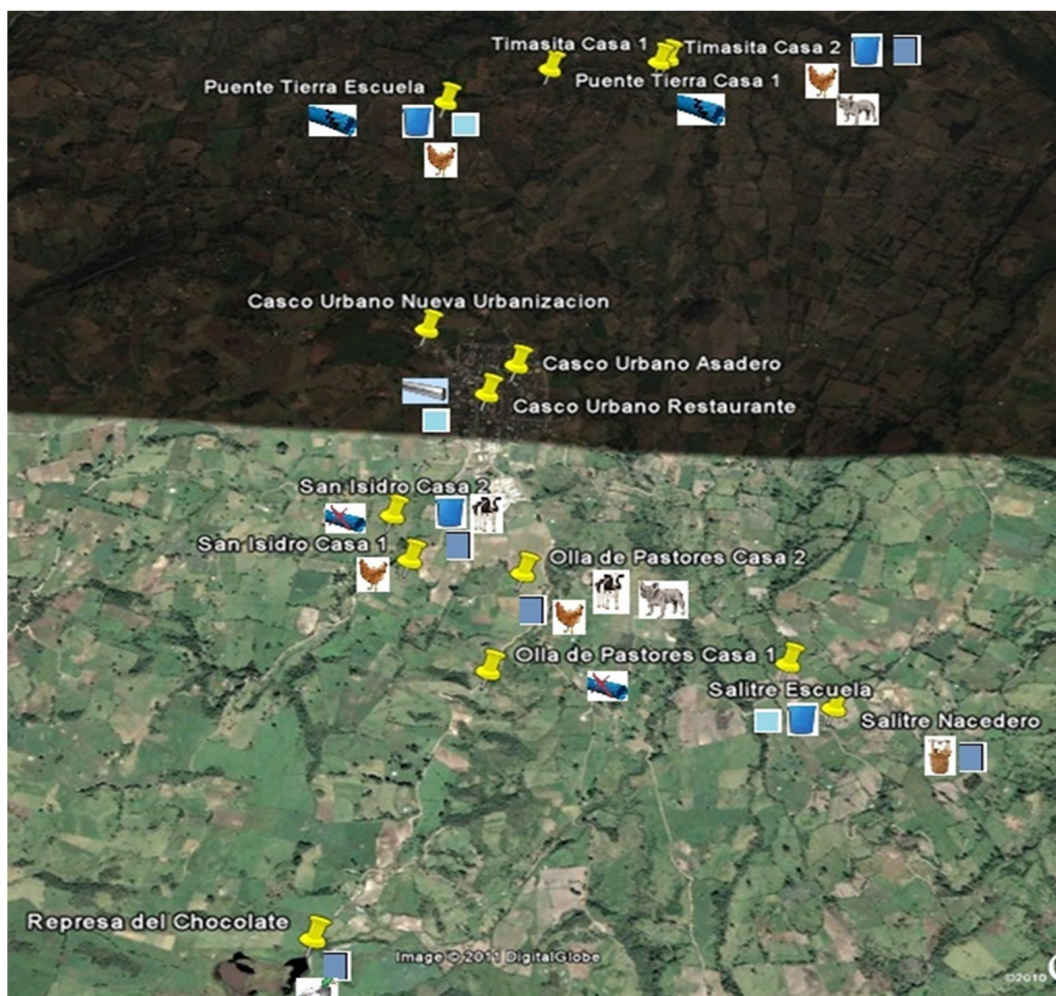 Timasita Casa 1
Timasita Casa 2
Puente Tierra Escuela
Puente Tierra Casa 1
Casco Urbano Nueva Urbanizacion
Casco Urbano Asadero
Casco Urbano Restaurante
San Isidro Casa 2
San Isidro Casa 1
Olla de Pastores Casa 2
Olla de Pastores Casa 1
Salitre Escuela
Salitre Nacedero
Represa del Chocolate
Image © 2011 DigitalGlobe
©2010